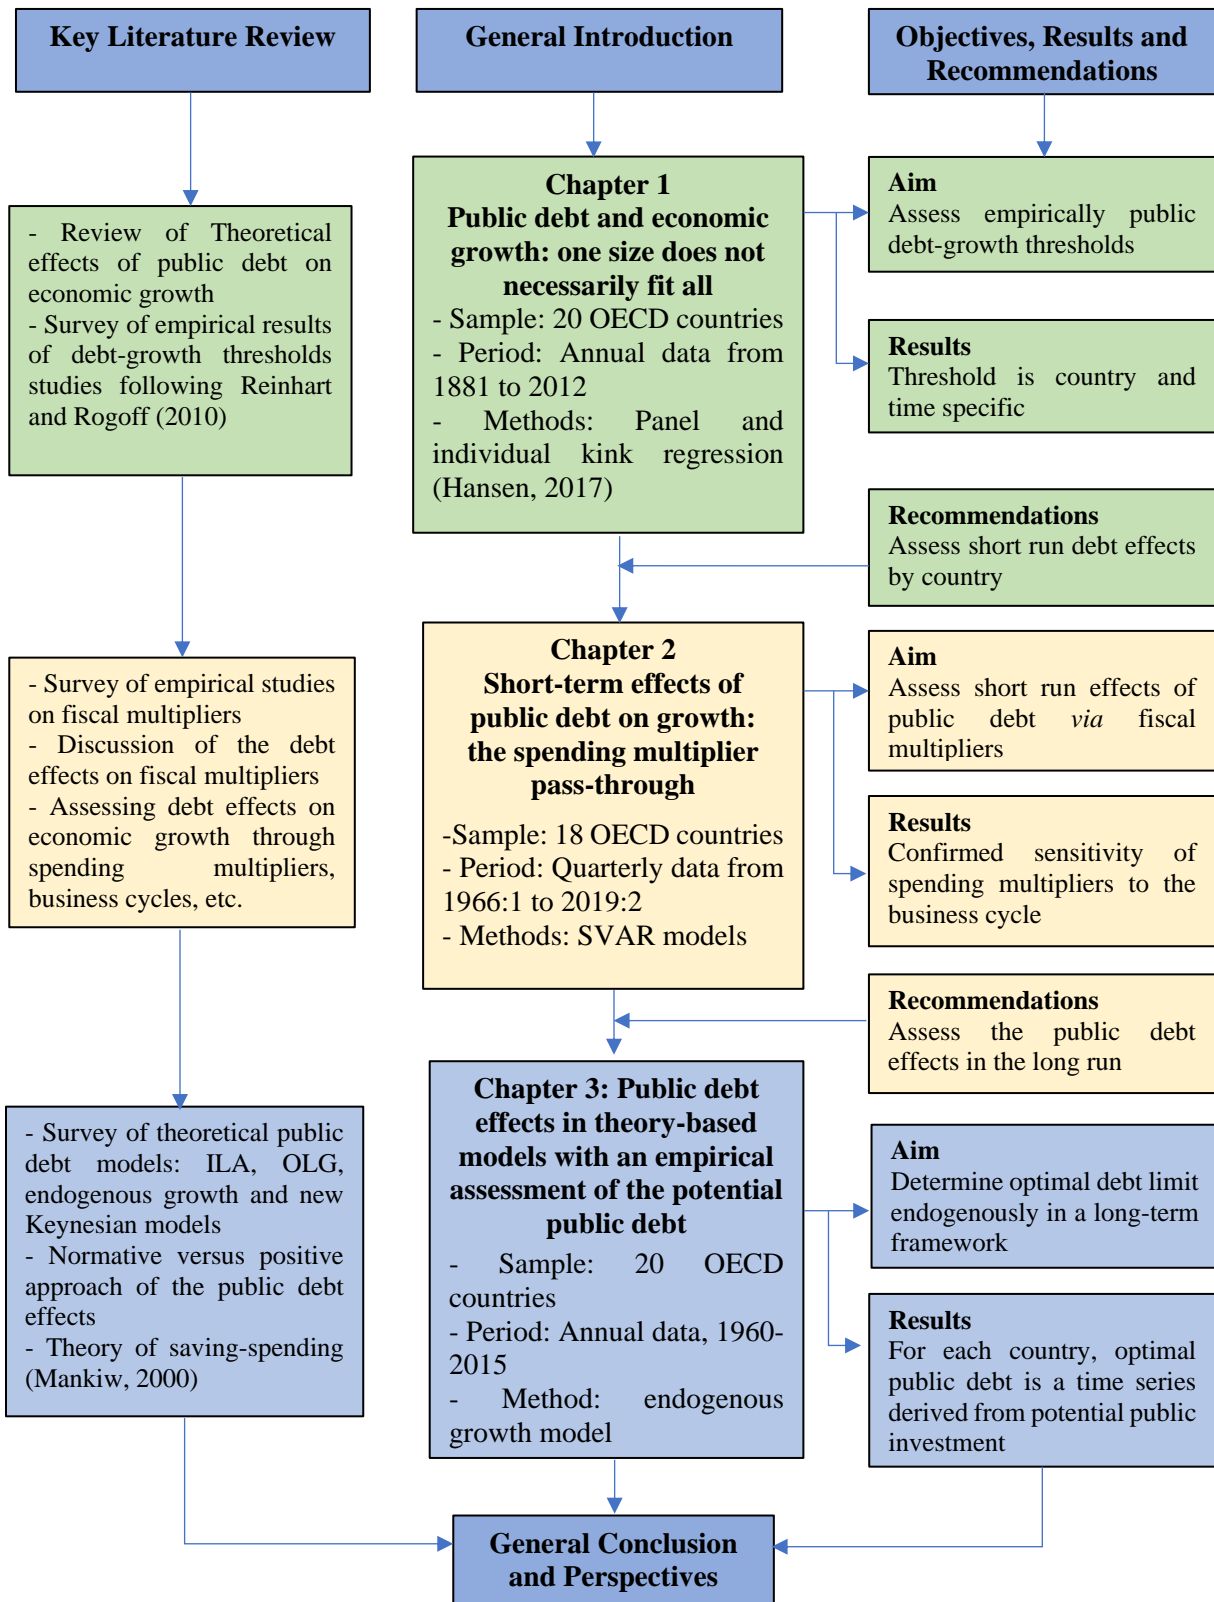 Key Literature Review
General Introduction
Objectives, Results and
Recommendations
- Review of Theoretical
effects of public debt on
economic growth
- Survey of empirical results
of debt-growth thresholds
studies following Reinhart
and Rogoff (2010)
Chapter 1
Public debt and economic
growth: one size does not
necessarily fit all
- Sample: 20 OECD countries
- Period: Annual data from
1881 to 2012
- Methods: Panel and
individual kink regression
(Hansen, 2017)
Aim
Assess empirically public
debt-growth thresholds
Results
Threshold is country and
time specific
Recommendations
Assess short run debt effects
by country
- Survey of empirical studies
on fiscal multipliers
- Discussion of the debt
effects on fiscal multipliers
- Assessing debt effects on
economic growth through
spending multipliers,
business cycles, etc.
Chapter 2
Short-term effects of
public debt on growth:
the spending multiplier
pass-through
-Sample: 18 OECD countries
- Period: Quarterly data from
1966:1 to 2019:2
- Methods: SVAR models
Aim
Assess short run effects of
public debt via fiscal
multipliers
Results
Confirmed sensitivity of
spending multipliers to the
business cycle
Recommendations
Assess the public debt
effects in the long run
- Survey of theoretical public
debt models: ILA, OLG,
endogenous growth and new
Keynesian models
- Normative versus positive
approach of the public debt
effects
- Theory of saving-spending
(Mankiw, 2000)
Chapter 3: Public debt
effects in theory-based
models with an empirical
assessment of the potential
public debt
- Sample: 20 OECD
countries
- Period: Annual data, 1960-
2015
- Method: endogenous
growth model
Aim
Determine optimal debt limit
endogenously in a long-term
framework
Results
For each country, optimal
public debt is a time series
derived from potential public
investment
General Conclusion
and Perspectives